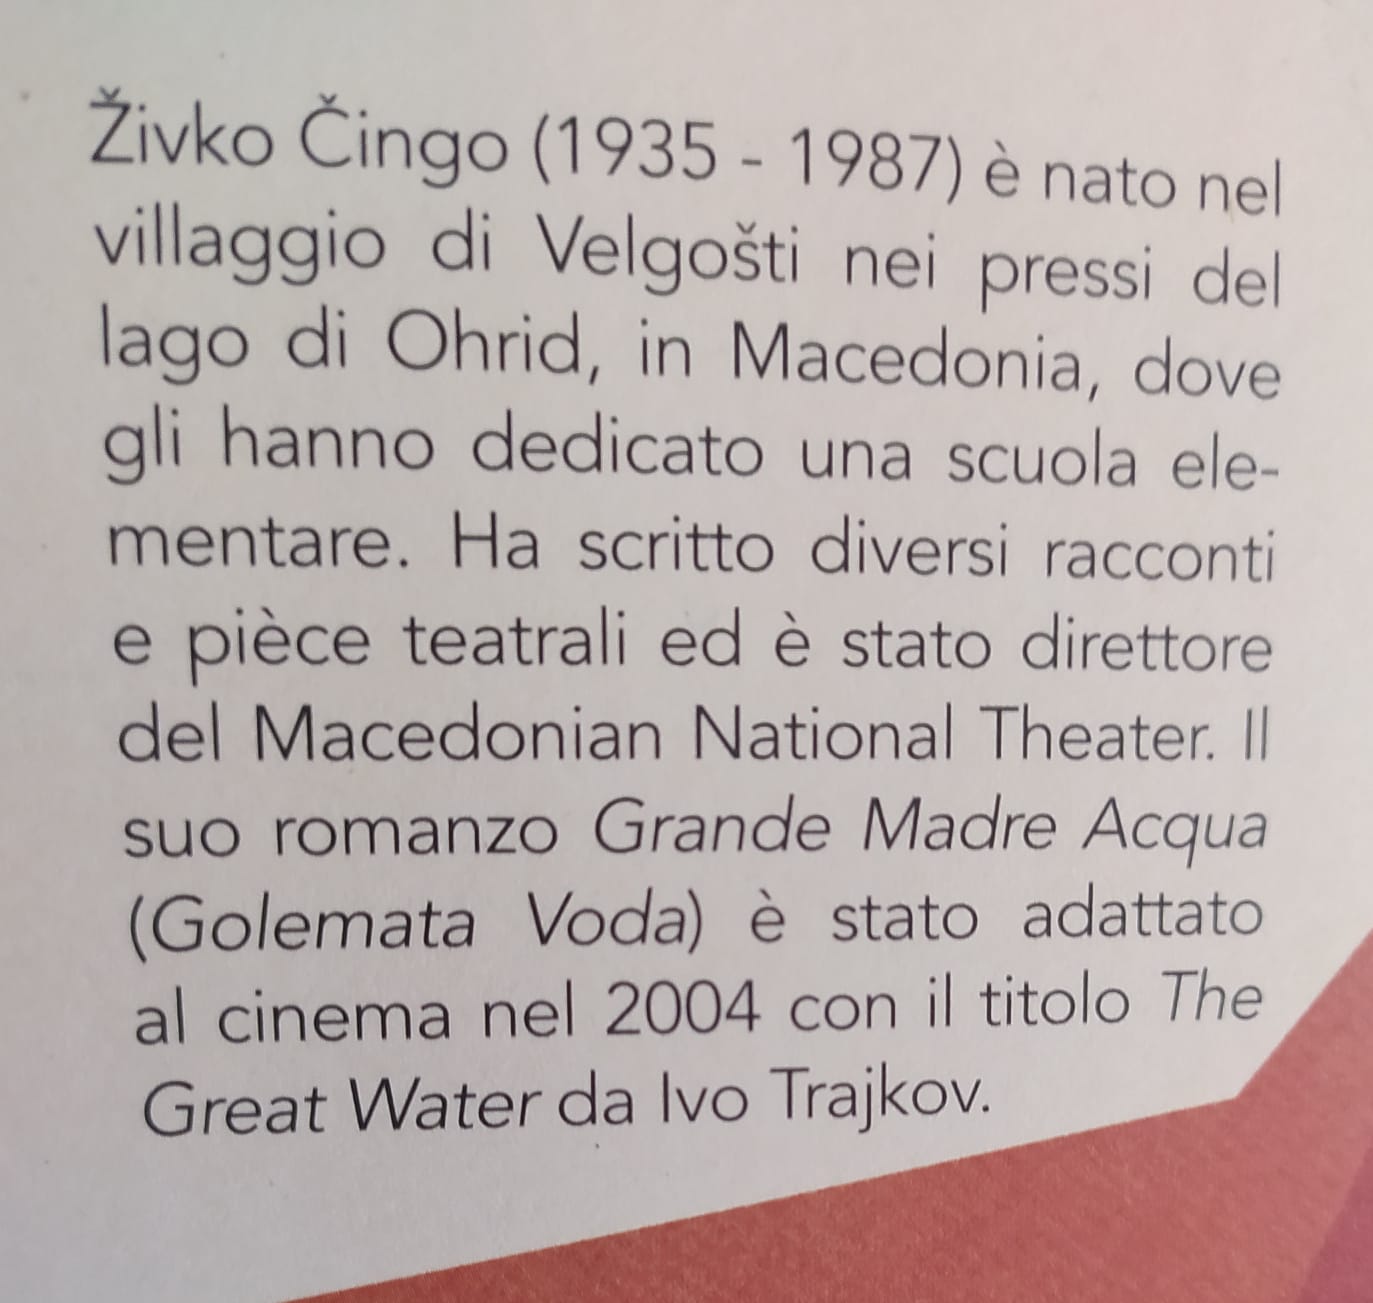 Živko Čingo (1935 - 1987) è nato nel
villaggio di Velgošti nei pressi del
lago di Ohrid, in Macedonia, dove
gli hanno dedicato una scuola ele-
mentare. Ha scritto diversi racconti
e pièce teatrali ed è stato direttore
del Macedonian National Theater. Il
suo romanzo Grande Madre Acqua
(Golemata Voda) è stato adattato
al cinema nel 2004 con il titolo The
Great Water da Ivo Trajkov.